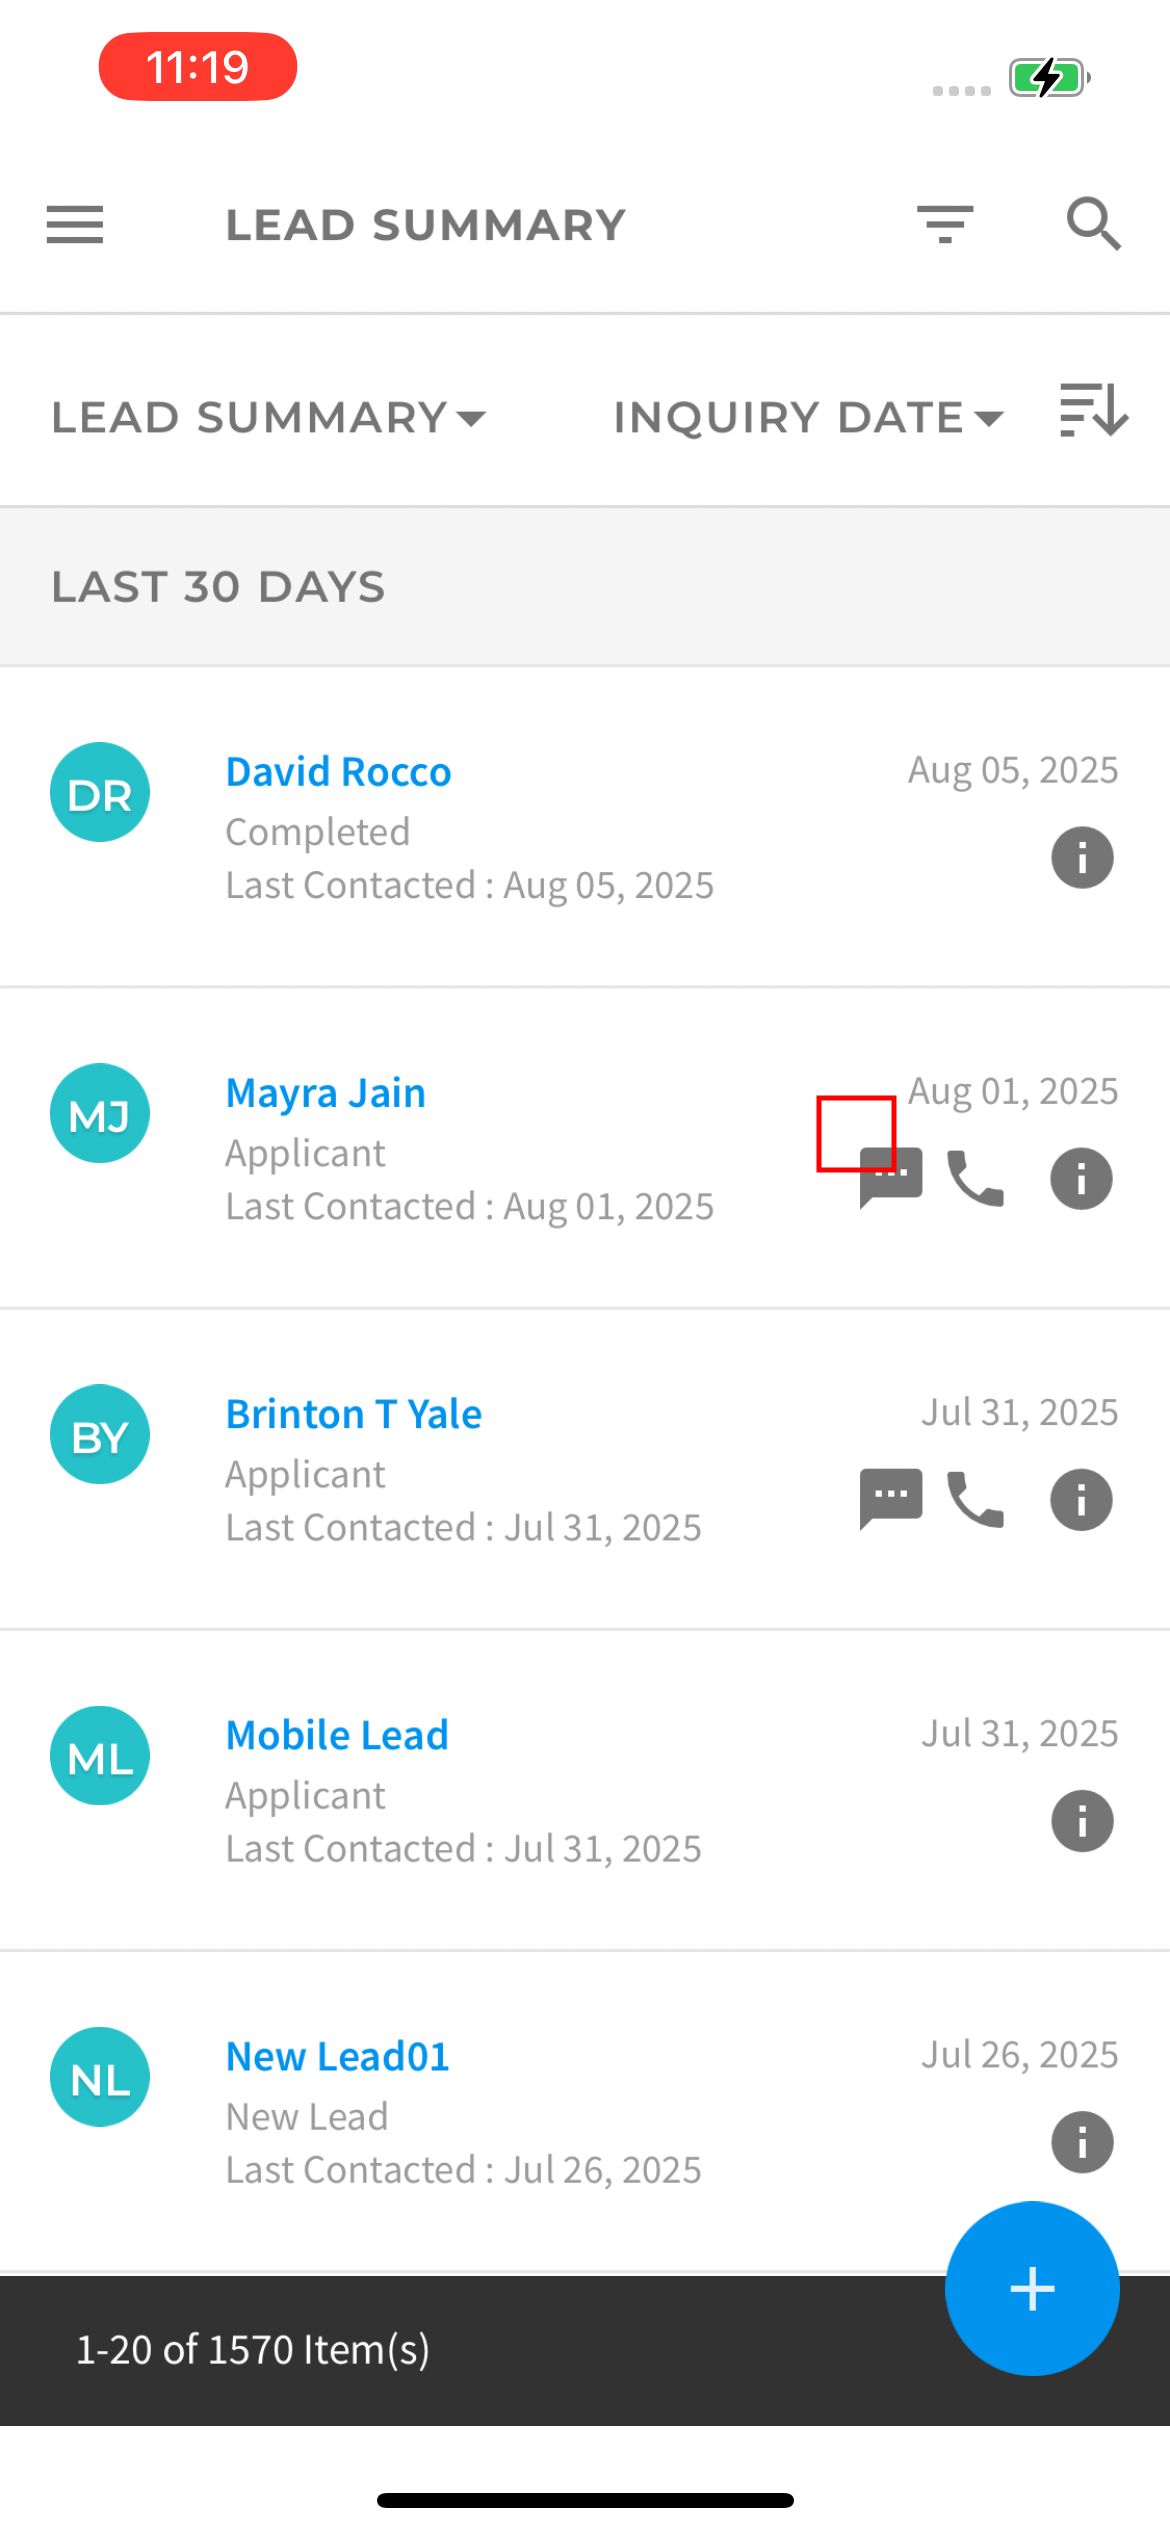 11:19
LEAD SUMMARY
LEAD SUMMARY INQUIRY DATE
LAST 30 DAYS
DR
David Rocco
Aug 05, 2025
Completed
Last Contacted : Aug 05, 2025
MJ
Mayra Jain
Aug 01, 2025
Applicant
Last Contacted : Aug 01, 2025
BY
Brinton T Yale
Jul 31, 2025
Applicant
Last Contacted : Jul 31, 2025
ML
Mobile Lead
Jul 31, 2025
Applicant
Last Contacted : Jul 31, 2025
NL
New Lead01
Jul 26, 2025
New Lead
Last Contacted : Jul 26, 2025
1-20 of 1570 Item(s)